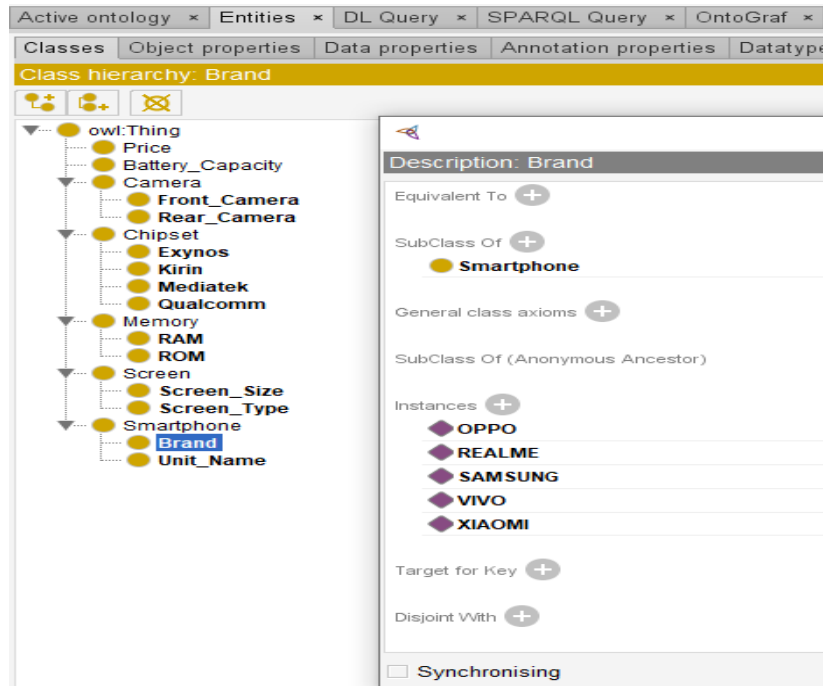 Active ontology × Entities × DL Query × SPARQL Query × OntoGraf ×
Classes Object properties Data properties Annotation properties
Class hierarchy: Brand
owl:Thing
Price
Battery_Capacity
Camera
Front_Camera
Rear_Camera
Chipset
Exynos
Kirin
Mediatek
Qualcomm
Memory
RAM
ROM
Screen
Screen_Size
Screen_Type
Smartphone
Brand
Unit_Name
Description: Brand
Equivalent To
SubClass Of
Smartphone
General class axioms
SubClass Of (Anonymous Ancestor)
Instances
OPPO
REALME
SAMSUNG
VIVO
XIAOMI
Target for Key
Disjoint With
Synchronising